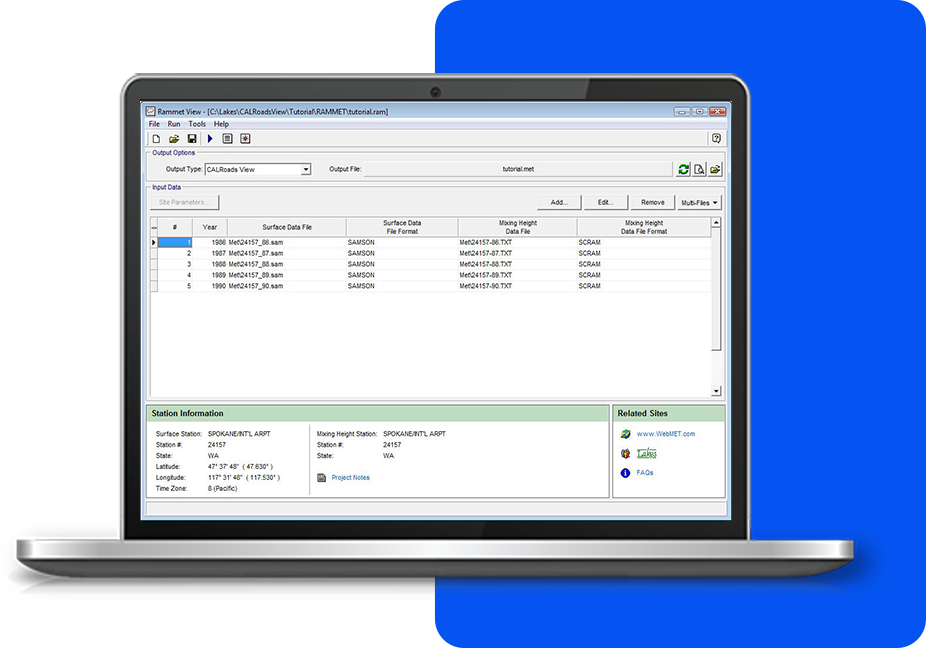 Rammet View - [C:\Lakes\CALRoadsView\Tutorial\RAMMET\tutorial.ram]
File Run Tools Help
Output Options
Output Type: CALRoads View Output File: tutorial.met
Input Data
Site Parameters... Add... Edit... Remove Multi-Files
# Year Surface Data File Surface Data File Format Mixing Height Data File Mixing Height Data File Format
1 1986 Met\24157_86.sam SAMSON Met\24157-86.TXT SCRAM
2 1987 Met\24157_87.sam SAMSON Met\24157-87.TXT SCRAM
3 1988 Met\24157_88.sam SAMSON Met\24157-88.TXT SCRAM
4 1989 Met\24157_89.sam SAMSON Met\24157-89.TXT SCRAM
5 1990 Met\24157_90.sam SAMSON Met\24157-90.TXT SCRAM
Station Information
Surface Station: SPOKANE/INT'L ARPT
Station #: 24157
State: WA
Latitude: 47° 37' 48" ( 47.630° )
Longitude: 117° 31' 48" ( 117.530° )
Time Zone: 8 (Pacific)
Mixing Height Station: SPOKANE/INT'L ARPT
Station #: 24157
State: WA
Project Notes
Related Sites
www.WebMET.com
Lakes
FAQs